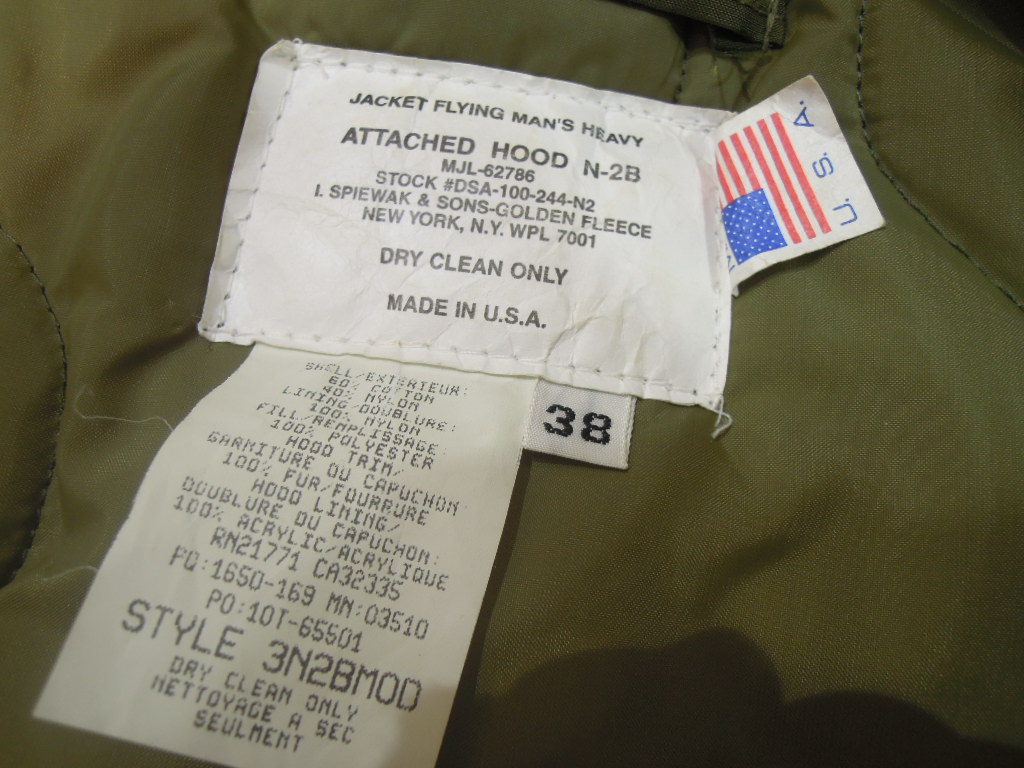 JACKET FLYING MAN'S HEAVY
ATTACHED HOOD N-2B
MJL-62786
STOCK #DSA-100-244-N2
I. SPIEWAK & SONS-GOLDEN FLEECE
NEW YORK, N.Y. WPL 7001
DRY CLEAN ONLY
MADE IN U.S.A.
U. S. A.
38
SHELL/EXTERIEUR:
60% COTTON
40% NYLON
LINING/DOUBLURE:
100% NYLON
FILL/REMPLISSAGE:
100% POLYESTER
HOOD TRIM/
GARNITURE DU CAPUCHON
100% FUR/FOURRURE
HOOD LINING/
DOUBLURE DU CAPUCHON:
100% ACRYLIC/ACRYLIQUE
RN21771 CA32335
PQ:1650-169 MN:03510
PO:10T-65501
STYLE 3N2BMOD
DRY CLEAN ONLY
NETTOYAGE A SEC
SEULMENT